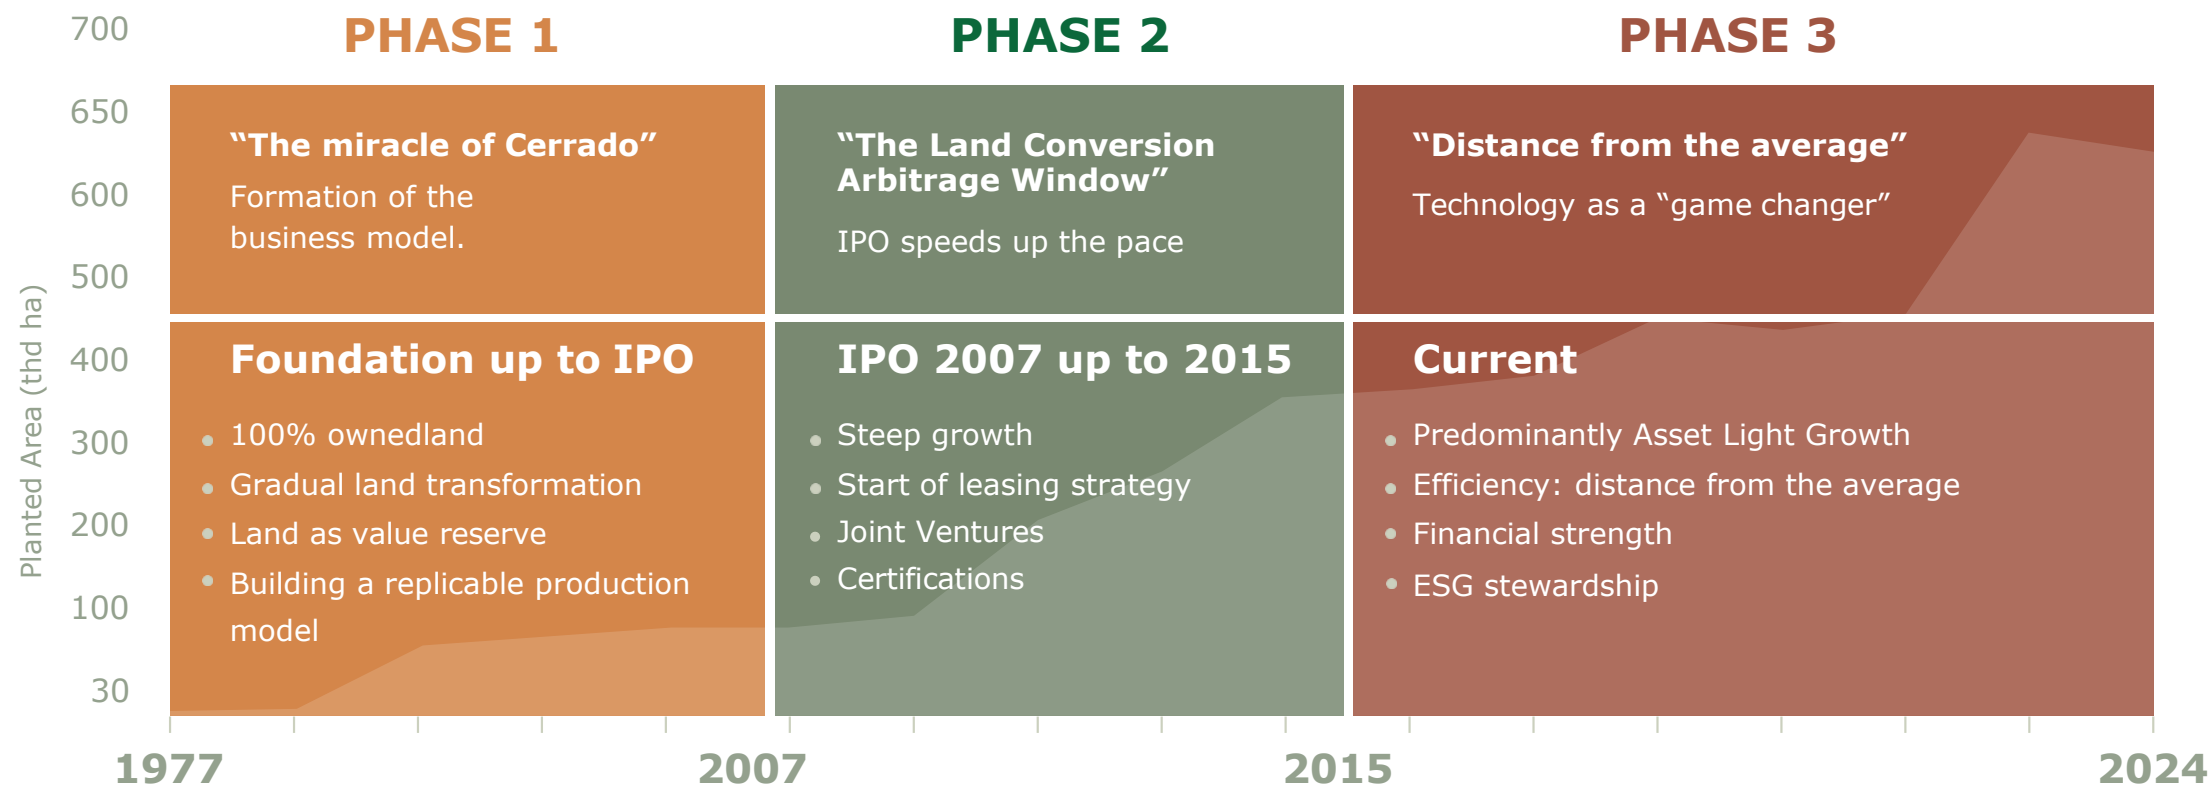 PHASE 1
PHASE 2
PHASE 3
700
650
600
500
400
300
200
100
30
Planted Area (thd ha)
“The miracle of Cerrado”
Formation of the
business model.
Foundation up to IPO
100% ownedland
Gradual land transformation
Land as value reserve
Building a replicable production
model
“The Land Conversion
Arbitrage Window”
IPO speeds up the pace
IPO 2007 up to 2015
Steep growth
Start of leasing strategy
Joint Ventures
Certifications
“Distance from the average”
Technology as a “game changer”
Current
Predominantly Asset Light Growth
Efficiency: distance from the average
Financial strength
ESG stewardship
1977
2007
2015
2024